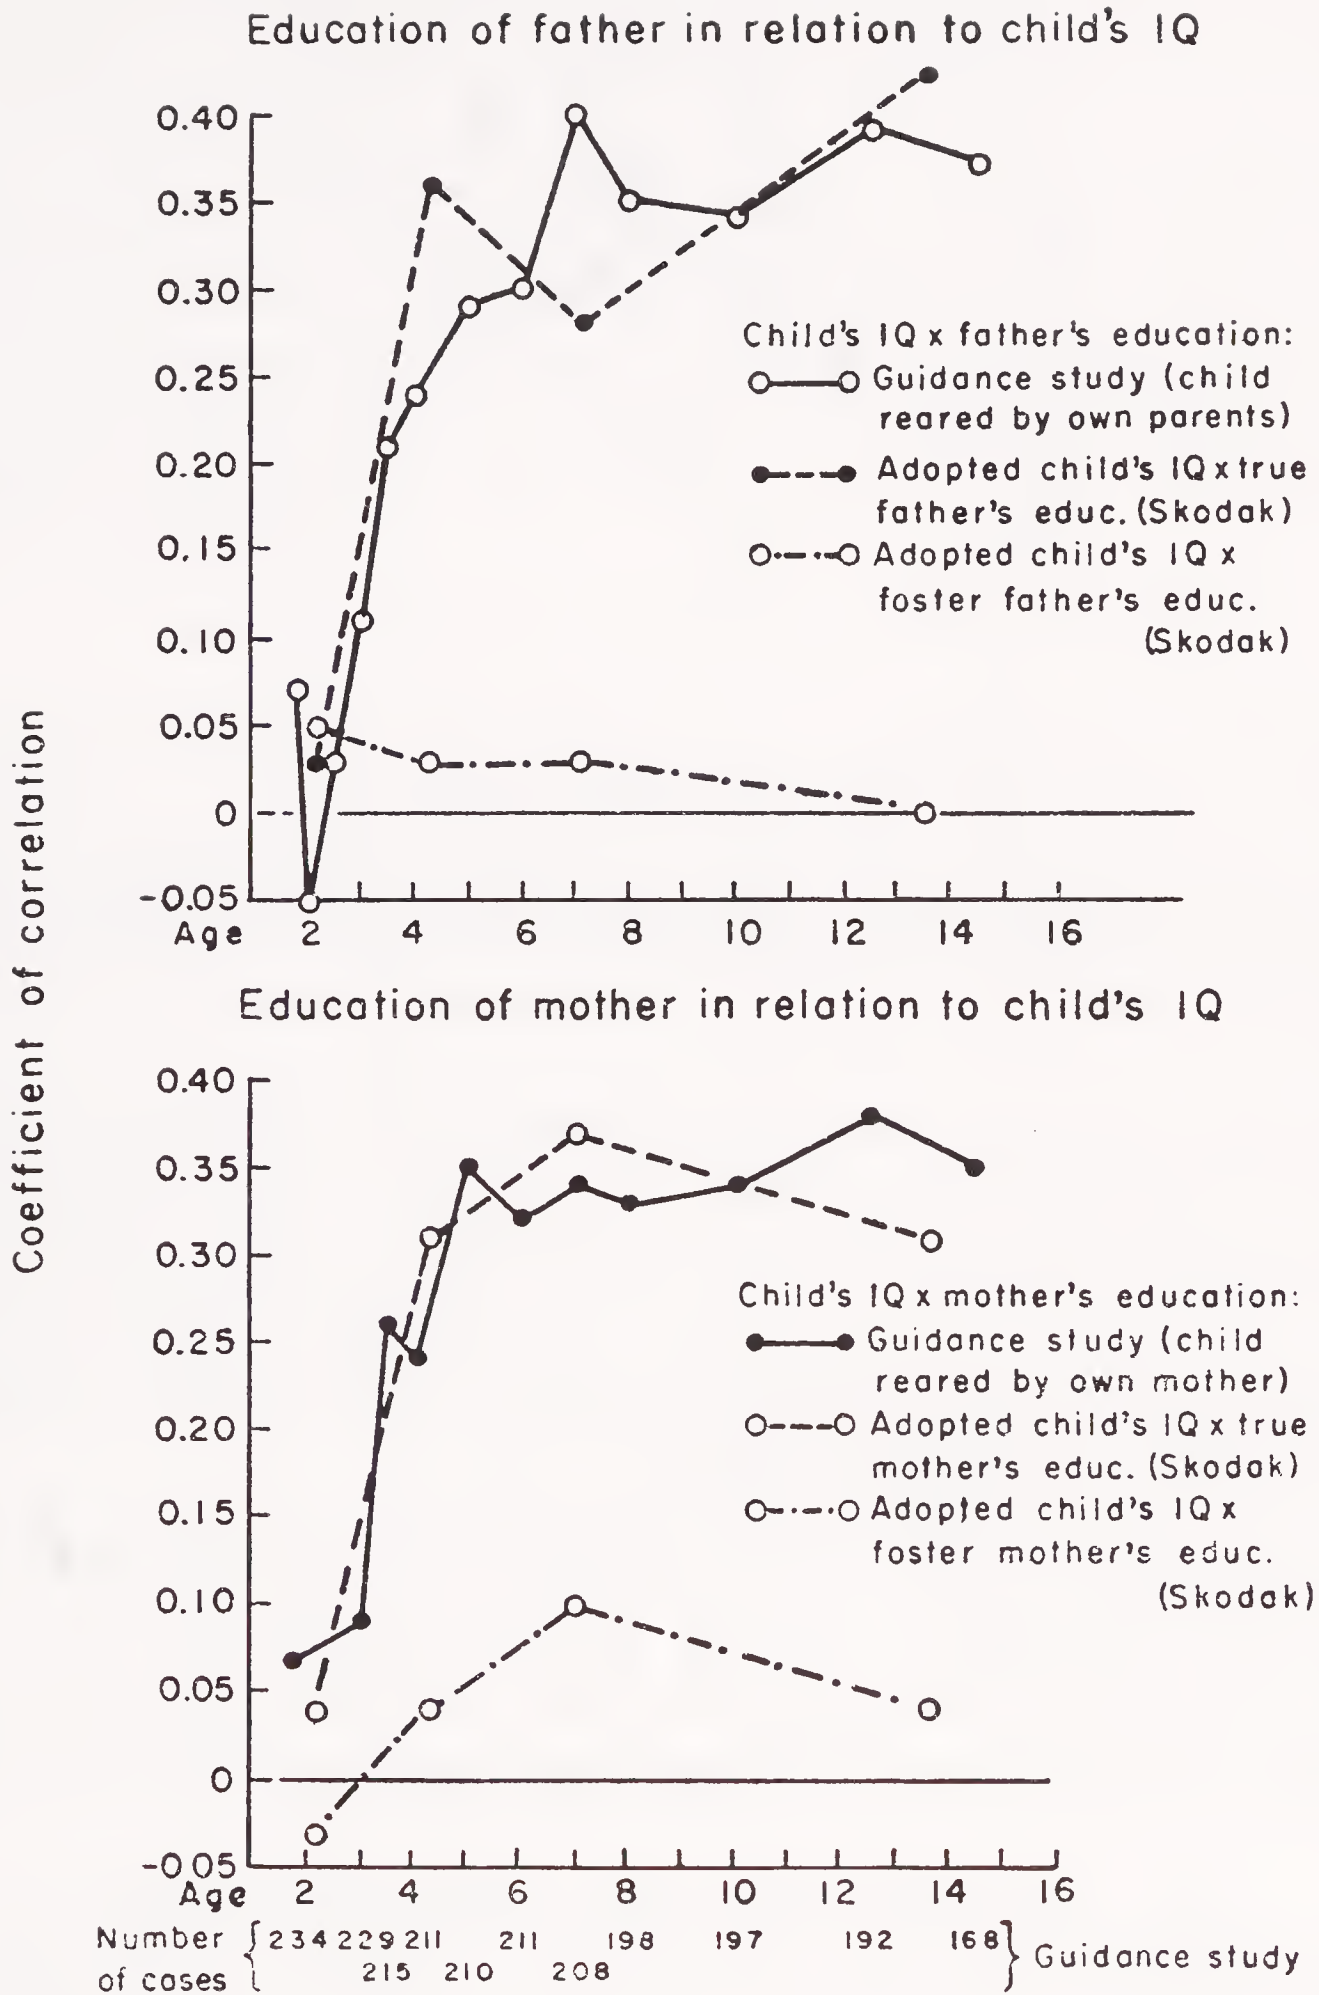 Education of father in relation to child's IQ
0.40
0.35
0.30
0.25
0.20
0.15
0.10
0.05
0
-0.05
Age 2 4 6 8 10 12 14 16
Child's IQ x father's education:
Guidance study (child
reared by own parents)
Adopted child's IQ x true
father's educ. (Skodak)
Adopted child's IQ x
foster father's educ.
(Skodak)
Coefficient of correlation
Education of mother in relation to child's IQ
0.40
0.35
0.30
0.25
0.20
0.15
0.10
0.05
0
-0.05
Age 2 4 6 8 10 12 14 16
Child's IQ x mother's education:
Guidance study (child
reared by own mother)
Adopted child's IQ x true
mother's educ. (Skodak)
Adopted child's IQ x
foster mother's educ.
(Skodak)
Number 234 229 211 211 198 197 192 168 Guidance study
of cases 215 210 208